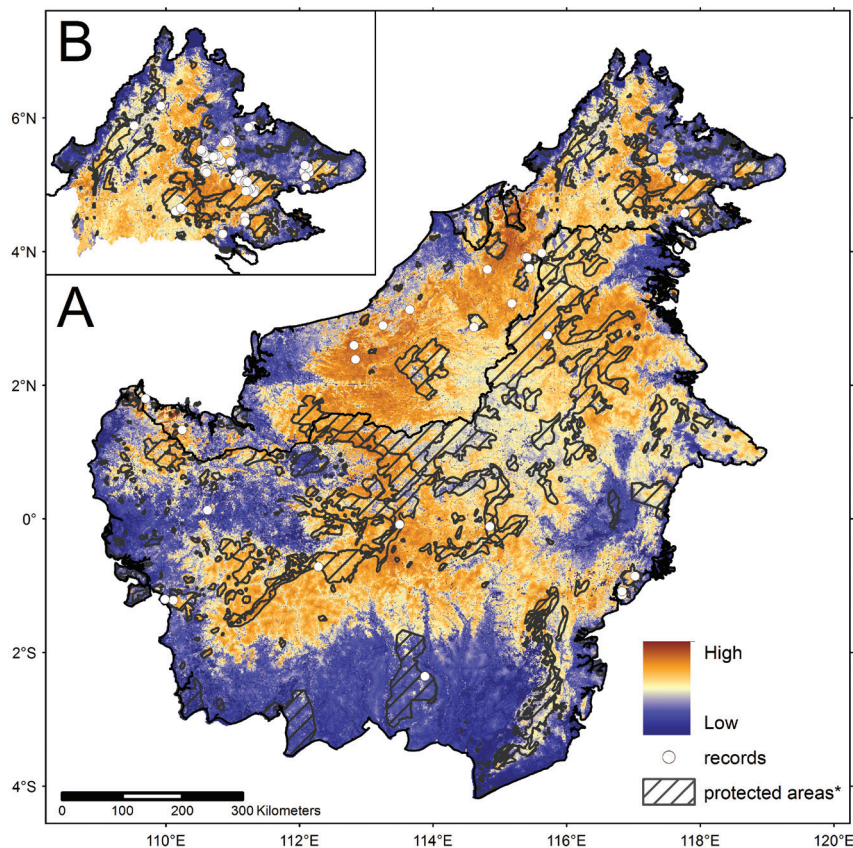 B
6°N
4°N
A
2°N
0°
High
2°S
Low
records
4°S
protected areas*
0 100 200 300 Kilometers
110°E 112°E 114°E 116°E 118°E 120°E